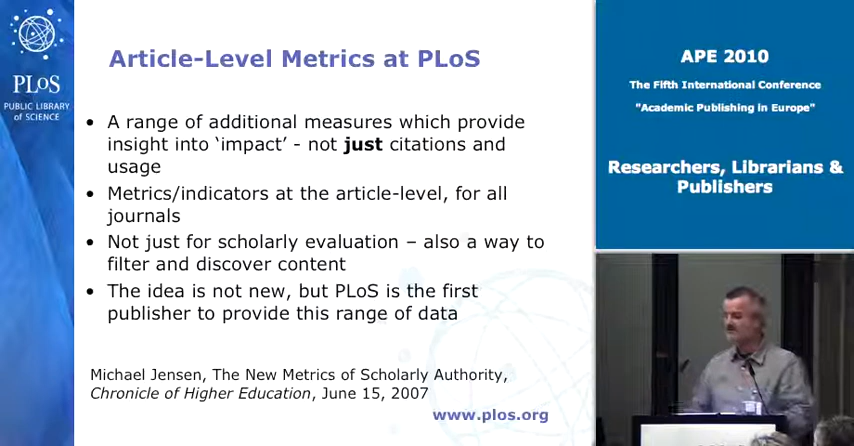 PLoS
PUBLIC LIBRARY
of SCIENCE
Article-Level Metrics at PLoS
• A range of additional measures which provide
insight into ‘impact’ - not just citations and
usage
• Metrics/indicators at the article-level, for all
journals
• Not just for scholarly evaluation – also a way to
filter and discover content
• The idea is not new, but PLoS is the first
publisher to provide this range of data
Michael Jensen, The New Metrics of Scholarly Authority,
Chronicle of Higher Education, June 15, 2007
www.plos.org
APE 2010
The Fifth International Conference
"Academic Publishing in Europe"
Researchers, Librarians &
Publishers
APE